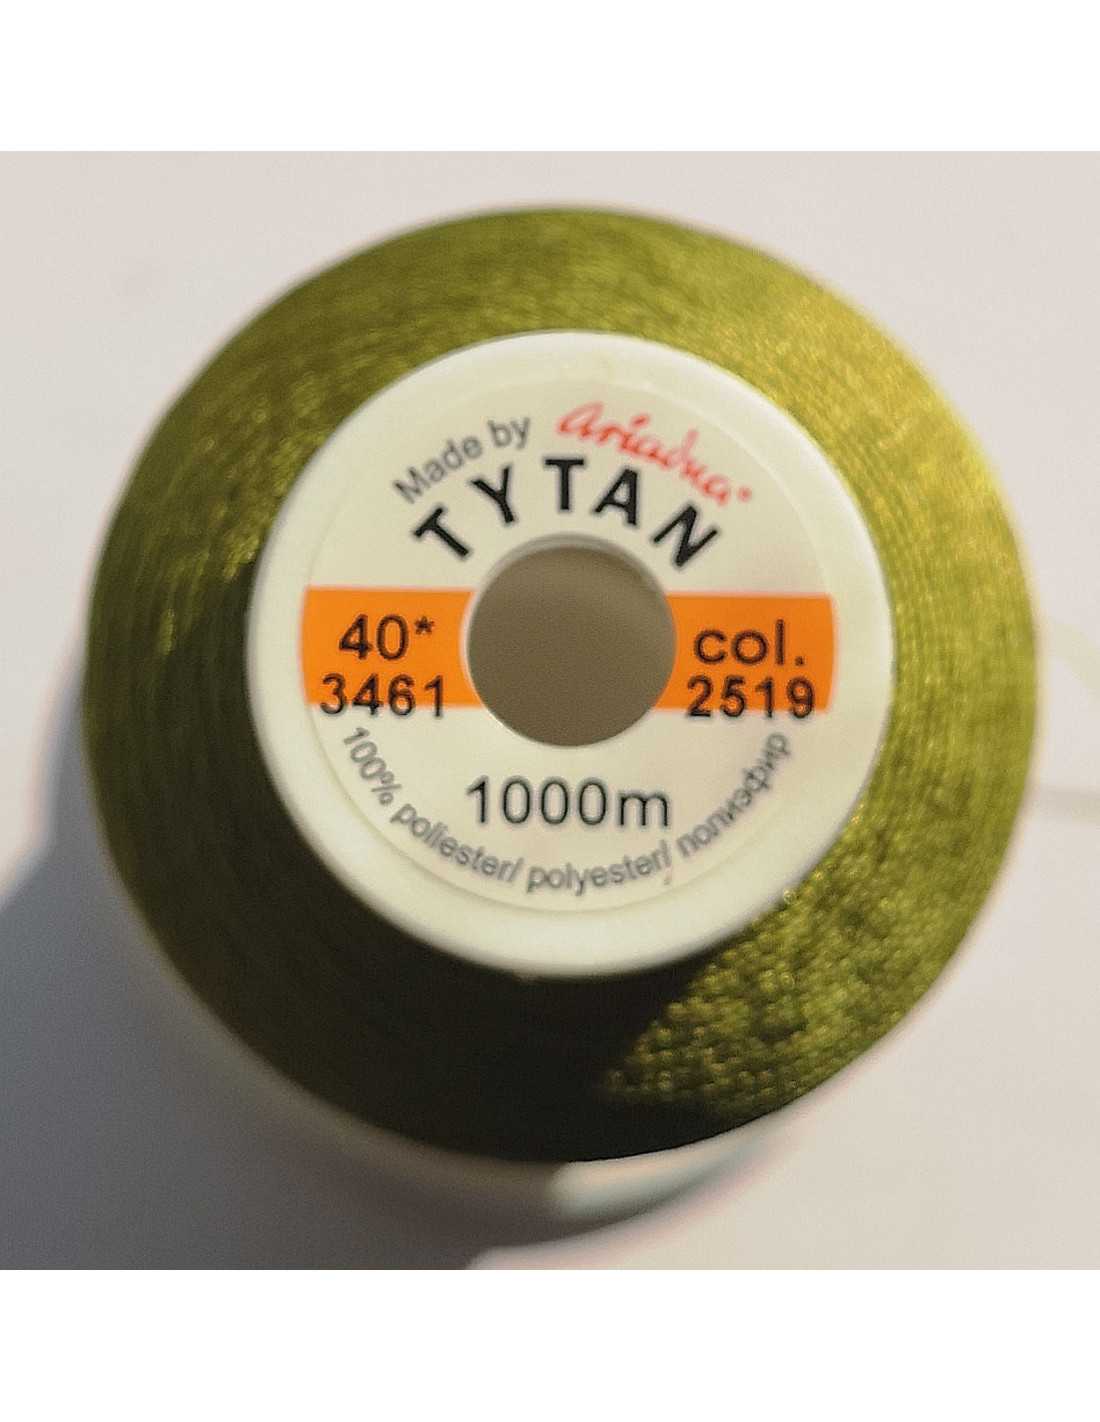 Made by Ariadna®
TYTAN
40* col.
3461 2519
1000m
100% poliester/ polyester/ полиэфир